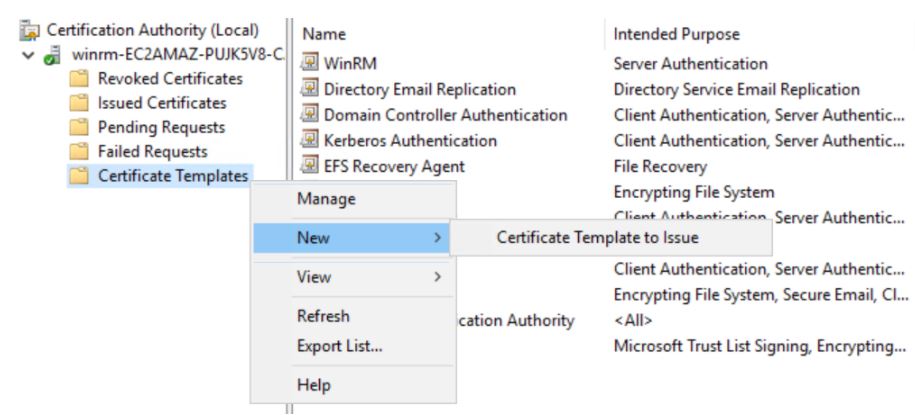 Certification Authority (Local)
winrm-EC2AMAZ-PUJK5V8-C
Revoked Certificates
Issued Certificates
Pending Requests
Failed Requests
Certificate Templates
Name Intended Purpose
WinRM Server Authentication
Directory Email Replication Directory Service Email Replication
Domain Controller Authentication Client Authentication, Server Authentic...
Kerberos Authentication Client Authentication, Server Authentic...
EFS Recovery Agent File Recovery
Encrypting File System
Client Authentication, Server Authentic...
Client Authentication, Server Authentic...
Encrypting File System, Secure Email, Cl...
cation Authority <All>
Microsoft Trust List Signing, Encrypting...
Manage
New >
Certificate Template to Issue
View >
Refresh
Export List...
Help